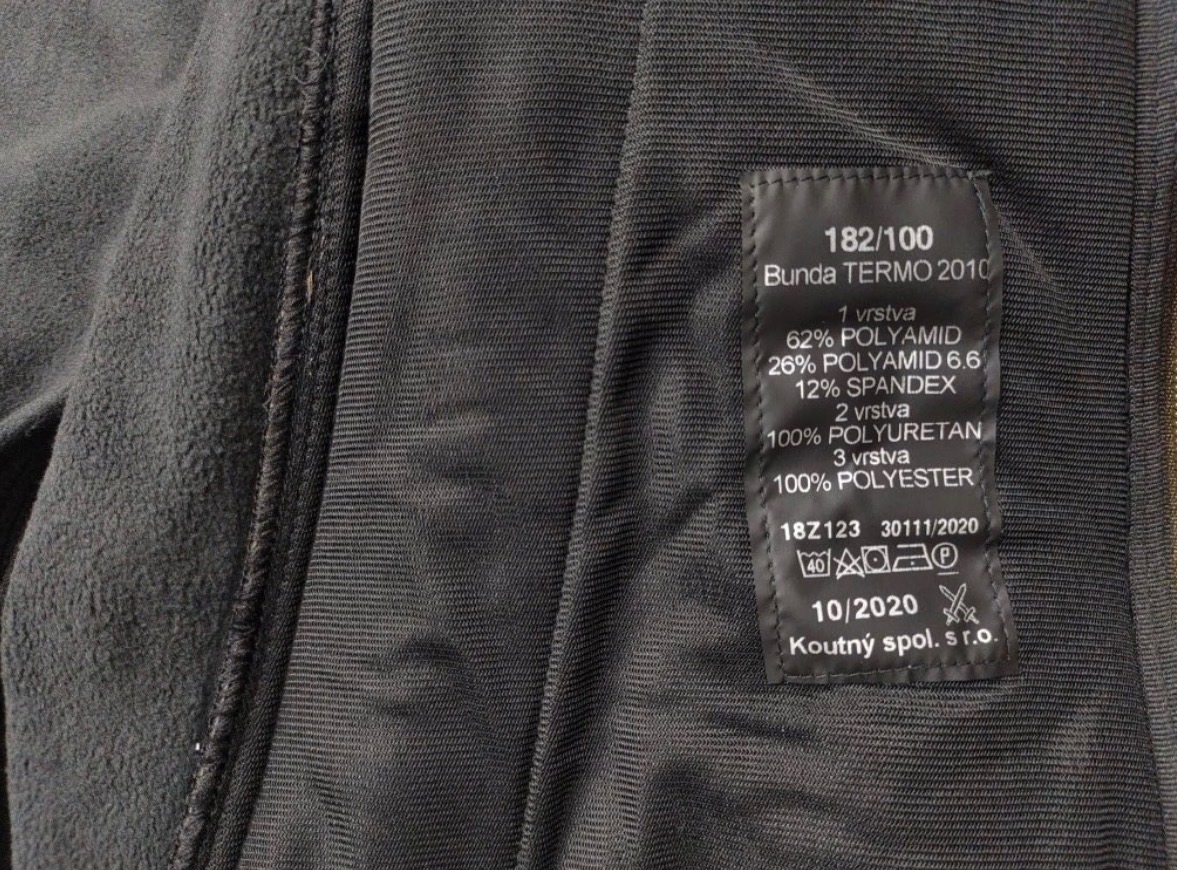 182/100
Bunda TERMO 2010
1 vrstva
62% POLYAMID
26% POLYAMID 6.6
12% SPANDEX
2 vrstva
100% POLYURETAN
3 vrstva
100% POLYESTER
18Z123 30111/2020
40 P
10/2020
Koutný spol. s r.o.